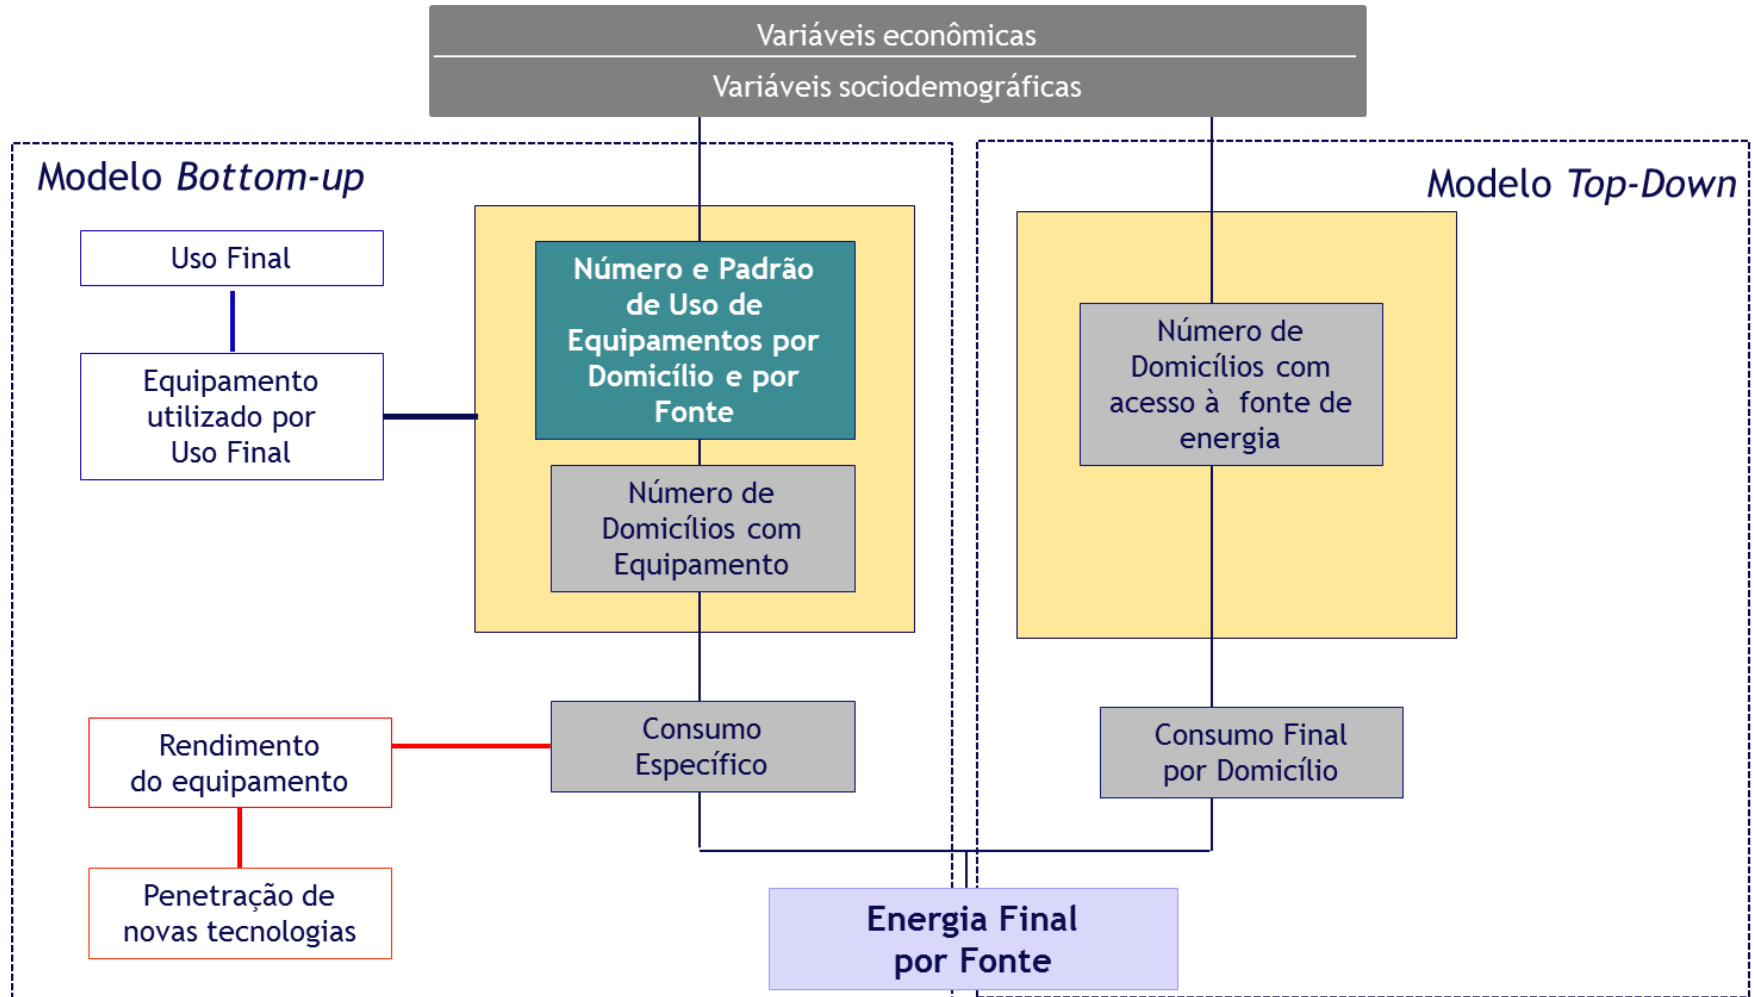 Variáveis econômicas
Variáveis sociodemográficas
Modelo Bottom-up
Uso Final
Equipamento
utilizado por
Uso Final
Número e Padrão
de Uso de
Equipamentos por
Domicílio e por
Fonte
Número de
Domicílios com
Equipamento
Rendimento
do equipamento
Penetração de
novas tecnologias
Consumo
Específico
Modelo Top-Down
Número de
Domicílios com
acesso à fonte de
energia
Consumo Final
por Domicílio
Energia Final
por Fonte